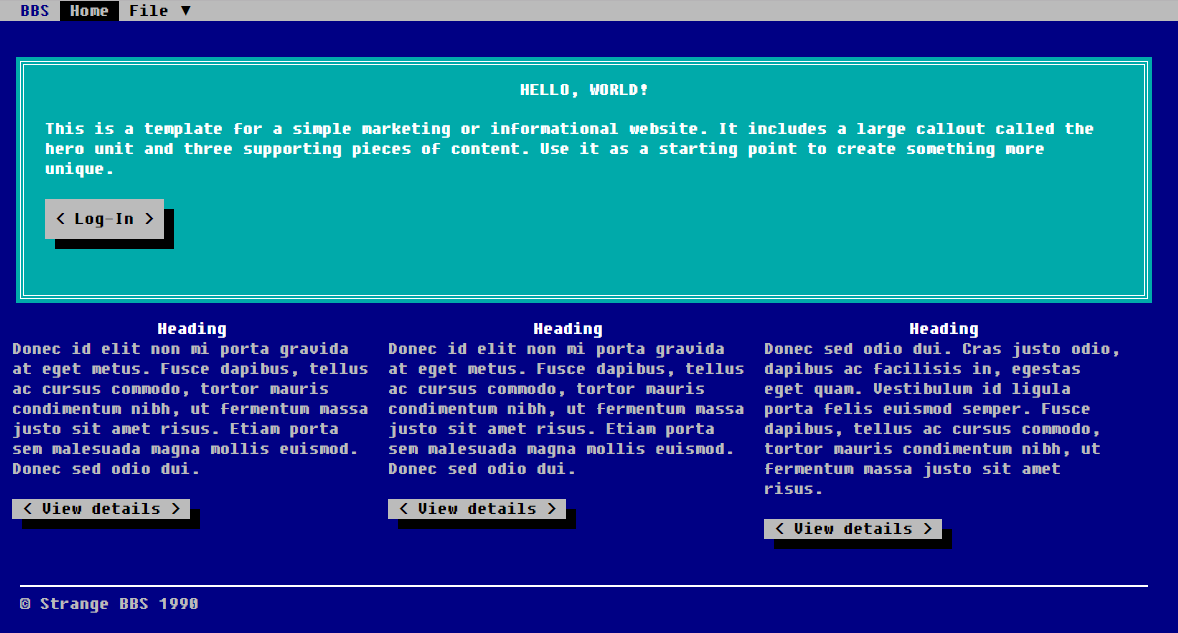 BBS Home File ▼
HELLO, WORLD!
This is a template for a simple marketing or informational website. It includes a large callout called the
hero unit and three supporting pieces of content. Use it as a starting point to create something more
unique.
< Log-In >
Heading
Donec id elit non mi porta gravida
at eget metus. Fusce dapibus, tellus
ac cursus commodo, tortor mauris
condimentum nibh, ut fermentum massa
justo sit amet risus. Etiam porta
sem malesuada magna mollis euismod.
Donec sed odio dui.
< View details >
Heading
Donec id elit non mi porta gravida
at eget metus. Fusce dapibus, tellus
ac cursus commodo, tortor mauris
condimentum nibh, ut fermentum massa
justo sit amet risus. Etiam porta
sem malesuada magna mollis euismod.
Donec sed odio dui.
< View details >
Heading
Donec sed odio dui. Cras justo odio,
dapibus ac facilisis in, egestas
eget quam. Vestibulum id ligula
porta felis euismod semper. Fusce
dapibus, tellus ac cursus commodo,
tortor mauris condimentum nibh, ut
fermentum massa justo sit amet
risus.
< View details >
© Strange BBS 1990